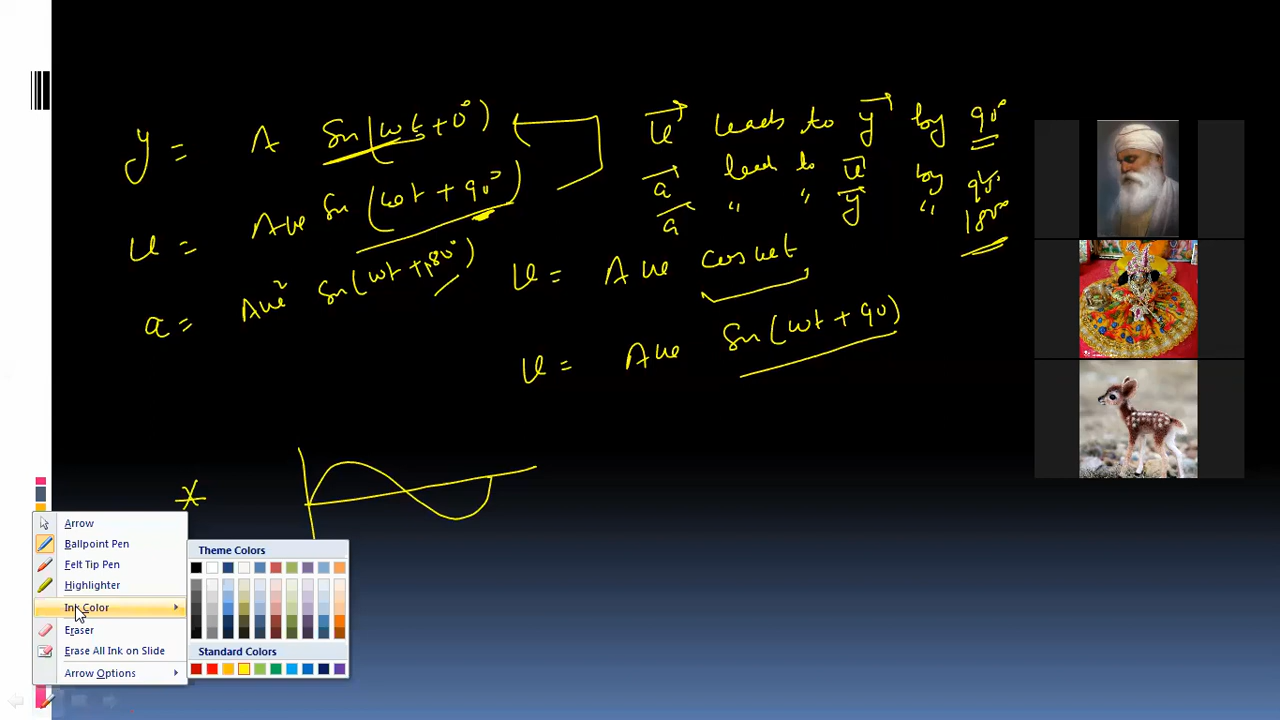 y = A Sin(ωt + 0°)
v = Aω Sin(ωt + 90°)
a = Aω² Sin(ωt + 180°)
v leads to y by 90°
a lead to v by 90°
a " " y " 180°
v = Aω cos ωt
v = Aω Sin(ωt + 90)
Arrow
Ballpoint Pen
Felt Tip Pen
Highlighter
Ink Color
Eraser
Erase All Ink on Slide
Arrow Options
Theme Colors
Standard Colors